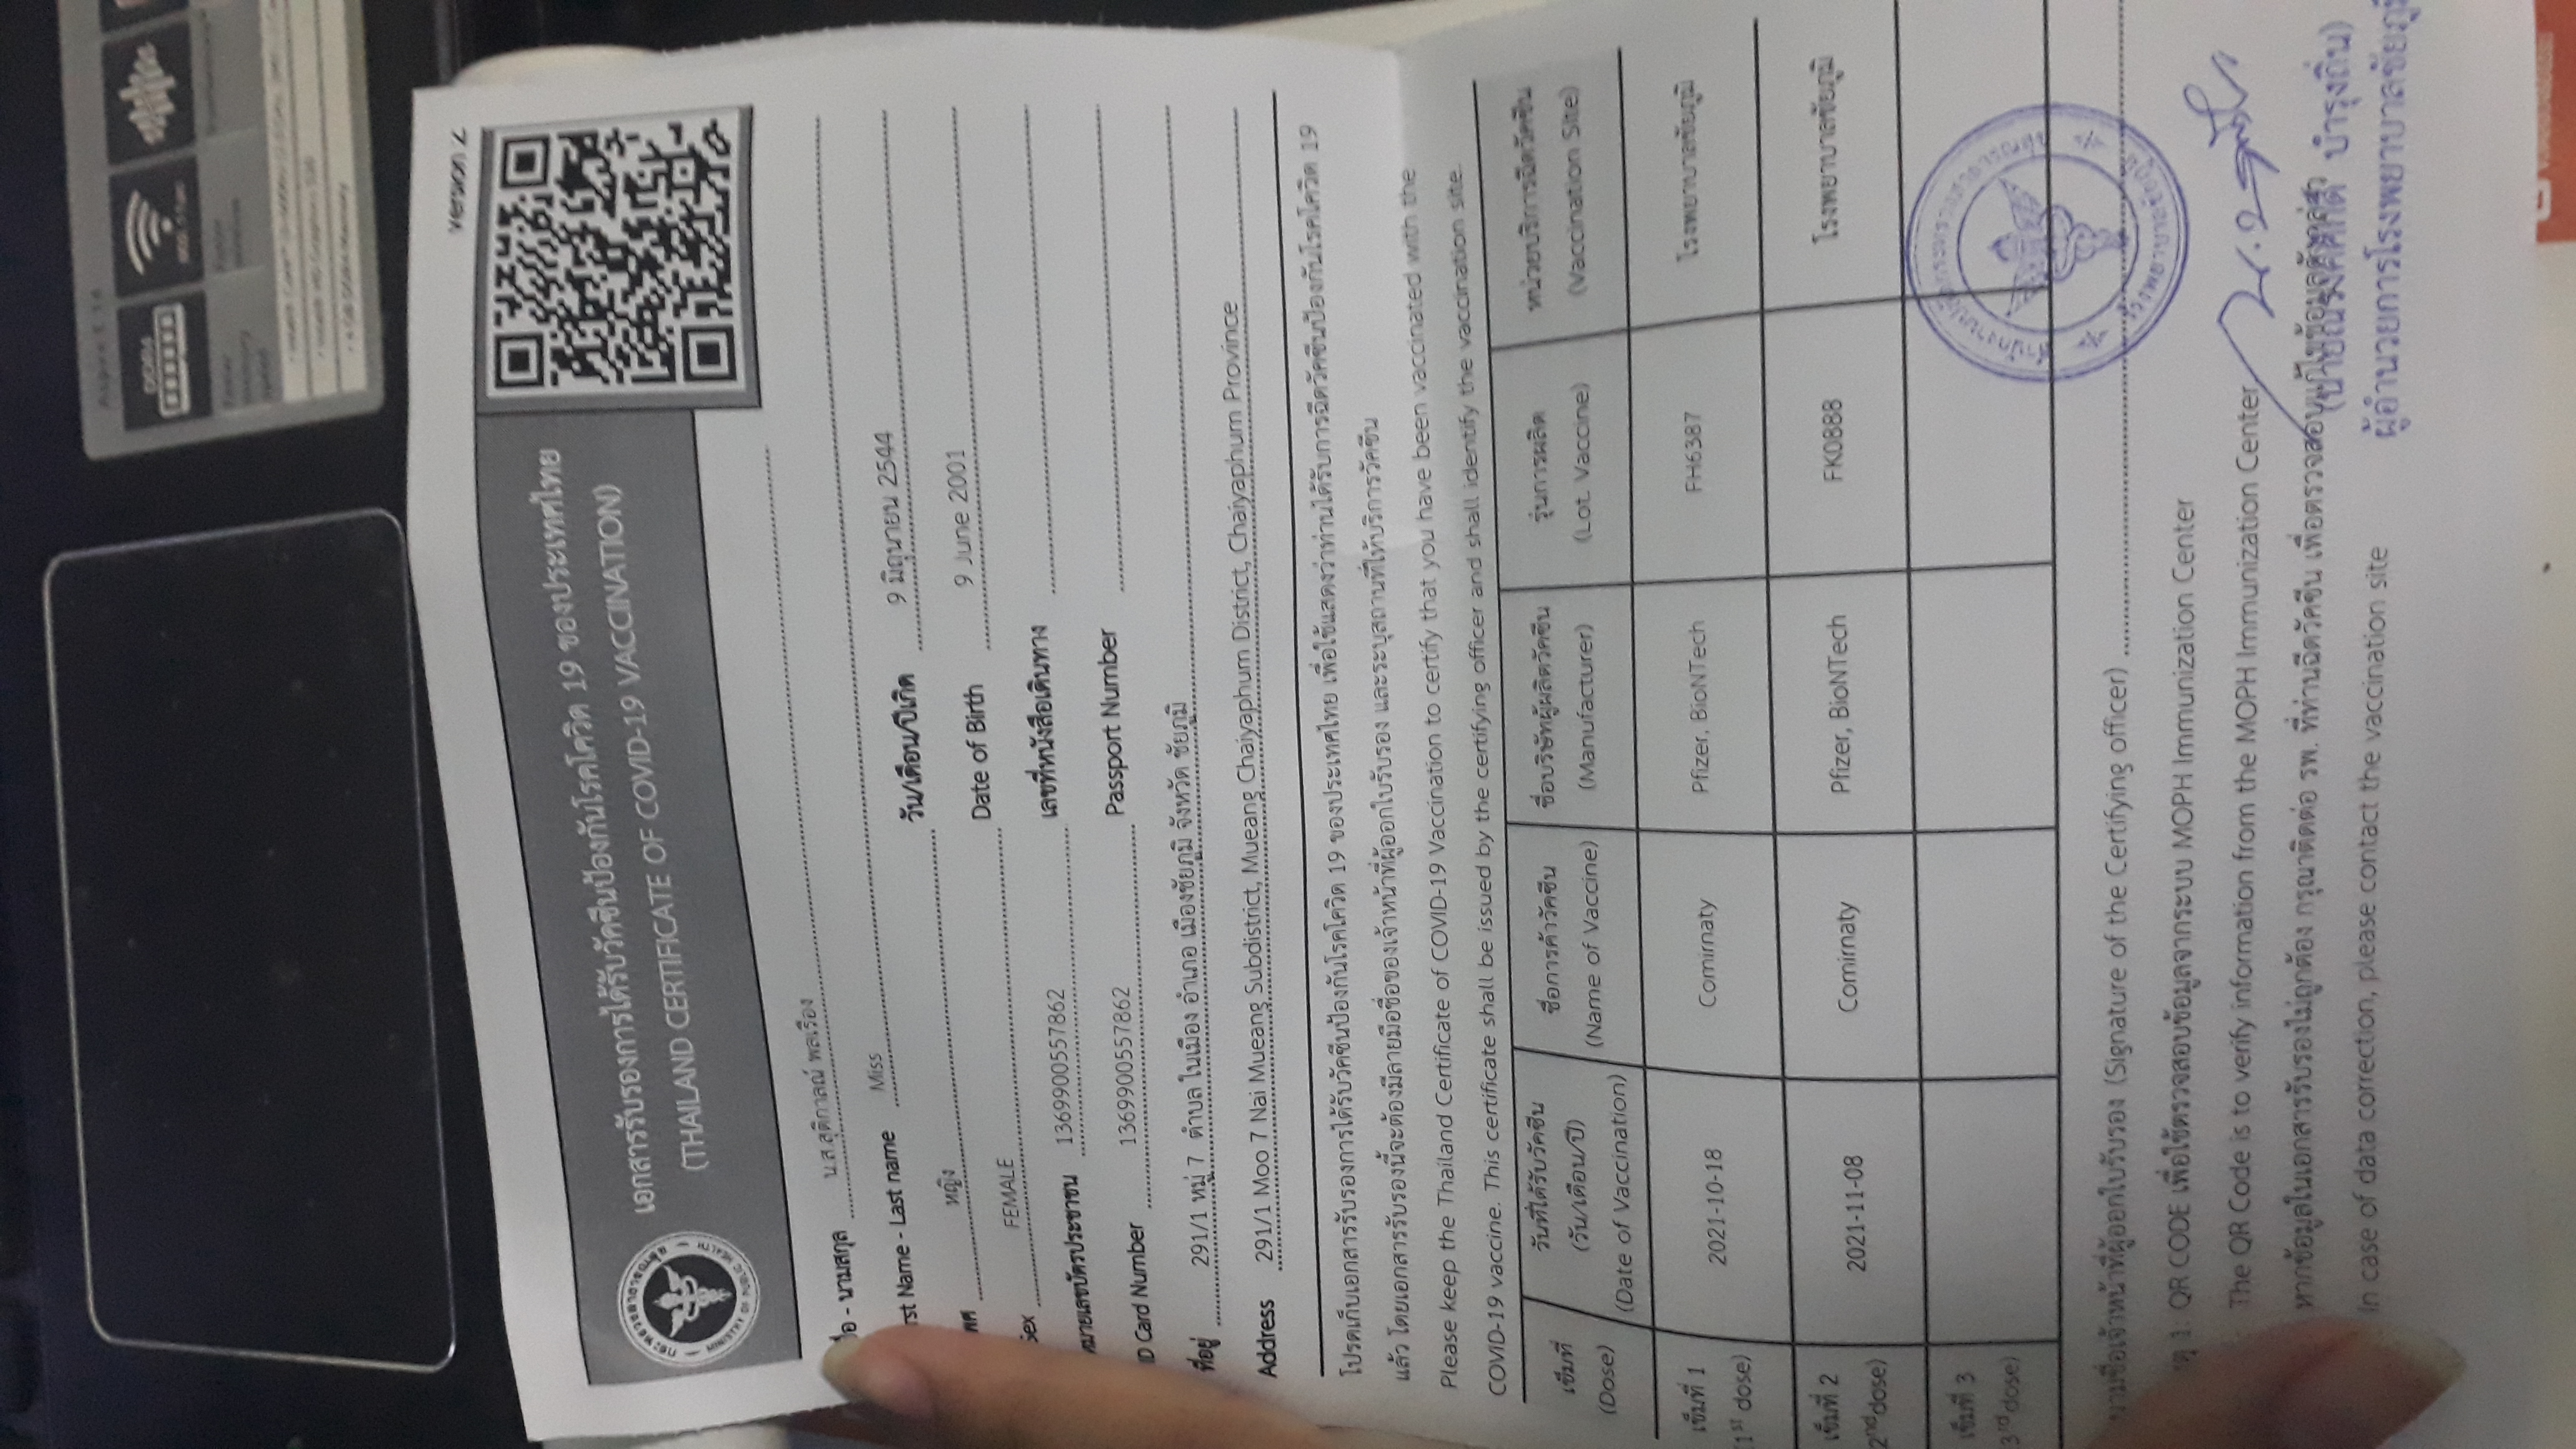 Aspire E 14
DDR4
Faster memory speed
• 4 GB DDR4 Memory
Version 2
เอกสารรับรองการได้รับวัคซีนป้องกันโรคโควิด 19 ของประเทศไทย
(THAILAND CERTIFICATE OF COVID-19 VACCINATION)
กระทรวงสาธารณสุข
MINISTRY OF PUBLIC HEALTH
ื่อ - นามสกุล น.ส.สุติกาลณ์ พลเรือง
rst Name - Last name Miss
พศ หญิง วัน/เดือน/ปีเกิด 9 มิถุนายน 2544
Sex FEMALE Date of Birth 9 June 2001
หมายเลขบัตรประชาชน 1369900557862 เลขที่หนังสือเดินทาง
ID Card Number 1369900557862 Passport Number
ที่อยู่ 291/1 หมู่ 7 ตำบล ในเมือง อำเภอ เมืองชัยภูมิ จังหวัด ชัยภูมิ
Address 291/1 Moo 7 Nai Mueang Subdistrict, Mueang Chaiyaphum District, Chaiyaphum Province
โปรดเก็บเอกสารรับรองการได้รับวัคซีนป้องกันโรคโควิด 19 ของประเทศไทย เพื่อใช้แสดงว่าท่านได้รับการฉีดวัคซีนป้องกันโรคโควิด 19
แล้ว โดยเอกสารรับรองนี้จะต้องมีลายมือชื่อของเจ้าหน้าที่ผู้ออกใบรับรอง และระบุสถานที่ให้บริการวัคซีน
Please keep the Thailand Certificate of COVID-19 Vaccination to certify that you have been vaccinated with the
COVID-19 vaccine. This certificate shall be issued by the certifying officer and shall identify the vaccination site.
เข็มที่ (Dose) วันที่ได้รับวัคซีน (วัน/เดือน/ปี) (Date of Vaccination) ชื่อการค้าวัคซีน (Name of Vaccine) ชื่อบริษัทผู้ผลิตวัคซีน (Manufacturer) รุ่นการผลิต (Lot. Vaccine) หน่วยบริการฉีดวัคซีน (Vaccination Site)
เข็มที่ 1 (1st dose) 2021-10-18 Comirnaty Pfizer, BioNTech FH6387 โรงพยาบาลชัยภูมิ
เข็มที่ 2 2nd dose) 2021-11-08 Comirnaty Pfizer, BioNTech FK0888 โรงพยาบาลชัยภูมิ
เข็มที่ 3 3rd dose)
สำนักงานปลัดกระทรวงสาธารณสุข
โรงพยาบาลชัยภูมิ
นามชื่อเจ้าหน้าที่ผู้ออกใบรับรอง (Signature of the Certifying officer)
ตุ 1: QR CODE เพื่อใช้ตรวจสอบข้อมูลจากระบบ MOPH Immunization Center
The QR Code is to verify information from the MOPH Immunization Center
หากข้อมูลในเอกสารรับรองไม่ถูกต้อง กรุณาติดต่อ รพ. ที่ท่านฉีดวัคซีน เพื่อตรวจสอบแก้ไขข้อมูลดังกล่าว
(นายณรงค์ศักดิ์ บำรุงถิ่น)
In case of data correction, please contact the vaccination site
ผู้อำนวยการโรงพยาบาลชัยภูมิ